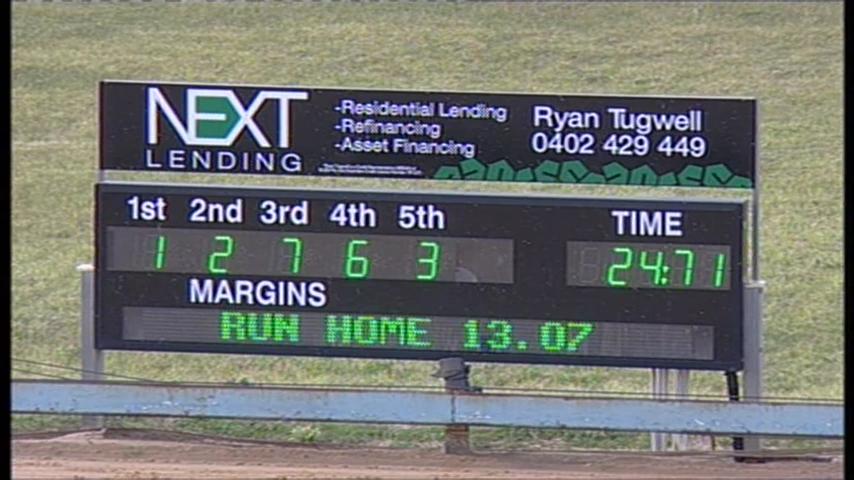 NEXT
LENDING
-Residential Lending
-Refinancing
-Asset Financing
Ryan Tugwell
0402 429 449
1st 2nd 3rd 4th 5th TIME
1 2 7 6 3 24:71
MARGINS
RUN HOME 13.07